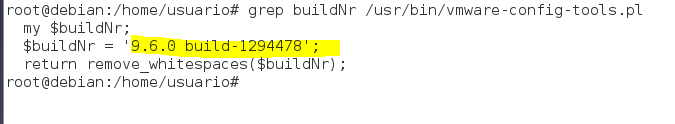 root@debian:/home/usuario# grep buildNr /usr/bin/vmware-config-tools.pl
my $buildNr;
$buildNr = '9.6.0 build-1294478';
return remove_whitespaces($buildNr);
root@debian:/home/usuario#